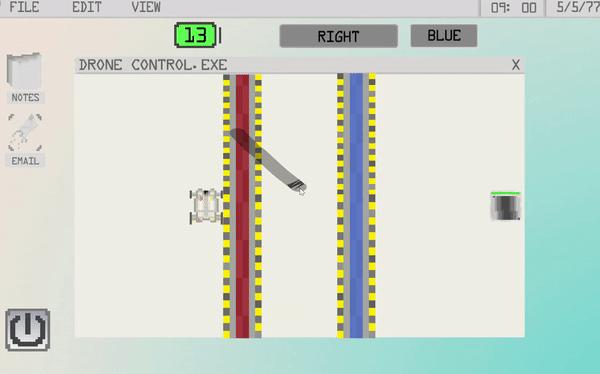 FILE EDIT VIEW 09: 00 5/5/77
13 RIGHT BLUE
DRONE CONTROL.EXE X
NOTES
EMAIL